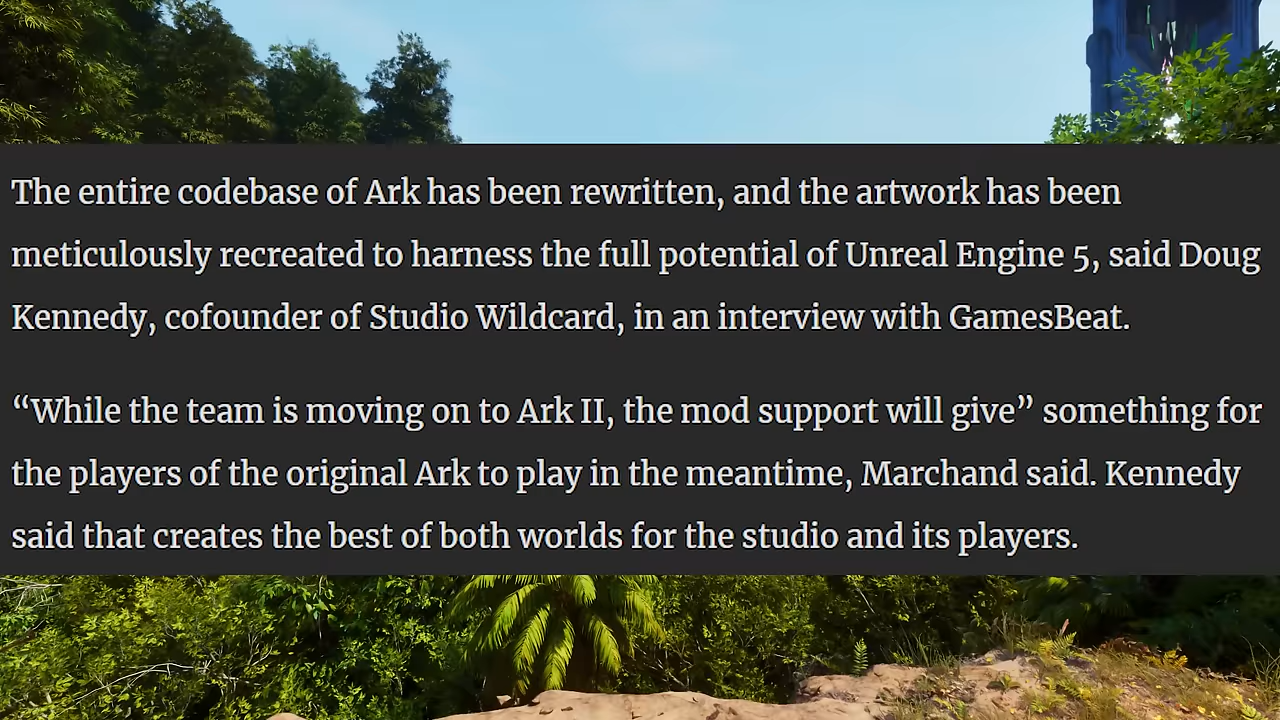 The entire codebase of Ark has been rewritten, and the artwork has been
meticulously recreated to harness the full potential of Unreal Engine 5, said Doug
Kennedy, cofounder of Studio Wildcard, in an interview with GamesBeat.
“While the team is moving on to Ark II, the mod support will give” something for
the players of the original Ark to play in the meantime, Marchand said. Kennedy
said that creates the best of both worlds for the studio and its players.